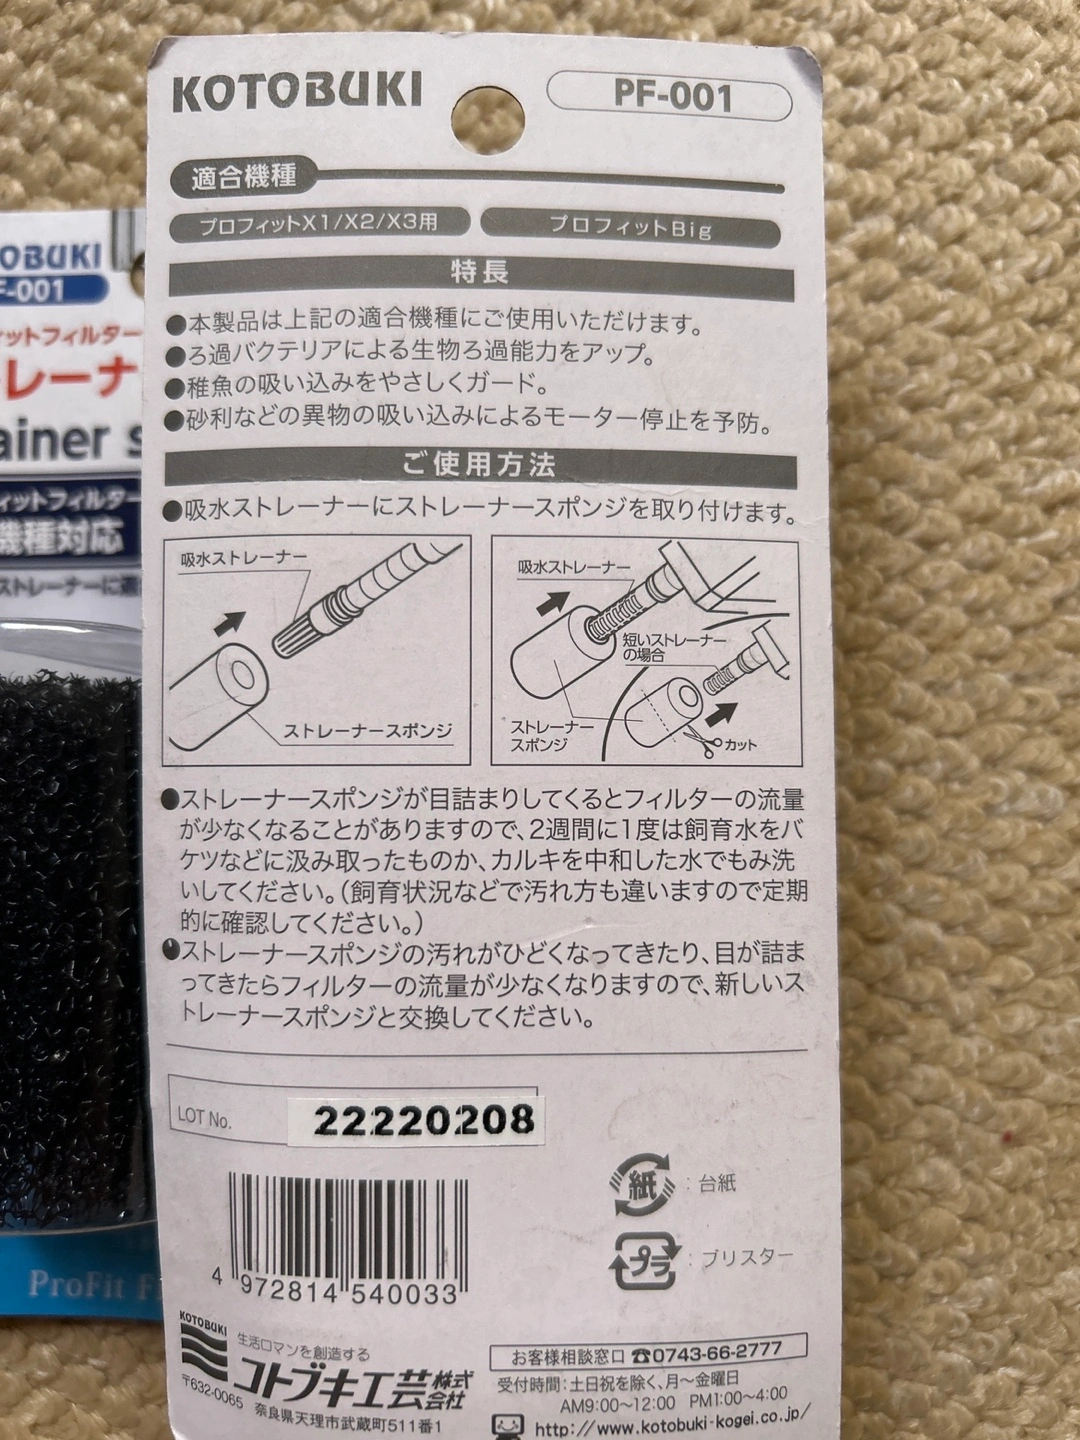 KOTOBUKI
PF-001
適合機種
プロフィットX1/X2/X3用
プロフィットBig
特長
●本製品は上記の適合機種にご使用いただけます。
●ろ過バクテリアによる生物ろ過能力をアップ。
●稚魚の吸い込みをやさしくガード。
●砂利などの異物の吸い込みによるモーター停止を予防。
ご使用方法
●吸水ストレーナーにストレーナースポンジを取り付けます。
吸水ストレーナー
ストレーナースポンジ
吸水ストレーナー
短いストレーナー
の場合
ストレーナー
スポンジ
カット
●ストレーナースポンジが目詰まりしてくるとフィルターの流量
が少なくなることがありますので、2週間に1度は飼育水をバ
ケツなどに汲み取ったものか、カルキを中和した水でもみ洗
いしてください。(飼育状況などで汚れ方も違いますので定期
的に確認してください。)
●ストレーナースポンジの汚れがひどくなってきたり、目が詰ま
ってきたらフィルターの流量が少なくなりますので、新しいス
トレーナースポンジと交換してください。
LOT No.
22220208
紙:台紙
プラ:ブリスター
4 972814 540033
KOTOBUKI
生活ロマンを創造する
コトブキ工芸株式会社
〒632-0065 奈良県天理市武蔵町511番1
お客様相談窓口☎0743-66-2777
受付時間:土日祝を除く、月〜金曜日
AM9:00〜12:00 PM1:00〜4:00
http://www.kotobuki-kogei.co.jp/
OBUKI
F-001
ィットフィルター
レーナ
ainer s
ィットフィルター
機種対応
ストレーナーに
ProFit Fi